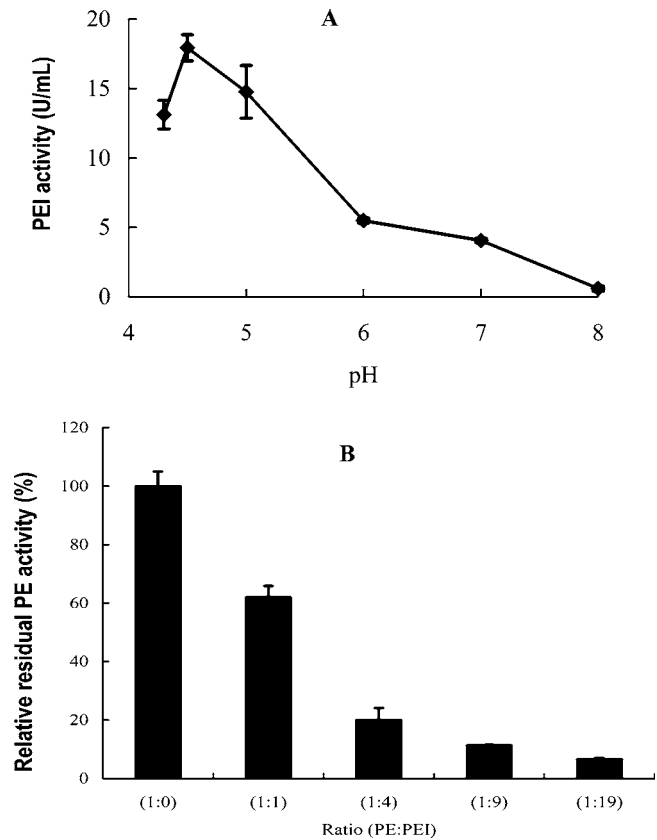 A
PEI activity (U/mL)
20
15
10
5
0
4 5 6 7 8
pH
B
Relative residual PE activity (%)
120
100
80
60
40
20
0
(1:0) (1:1) (1:4) (1:9) (1:19)
Ratio (PE:PEI)